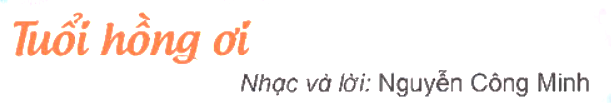 Tuổi hồng ơi
Nhạc và lời: Nguyễn Công Minh